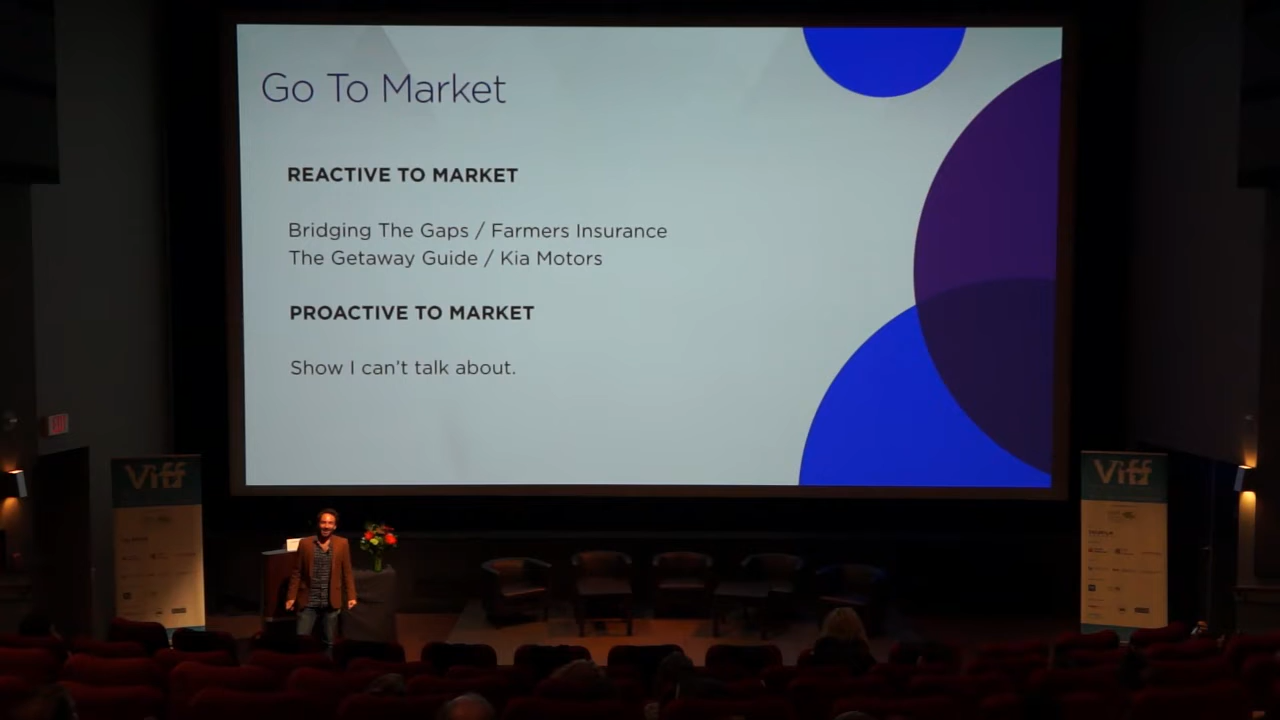 Go To Market
REACTIVE TO MARKET
Bridging The Gaps / Farmers Insurance
The Getaway Guide / Kia Motors
PROACTIVE TO MARKET
Show I can't talk about.
EXIT
Viff
Viff